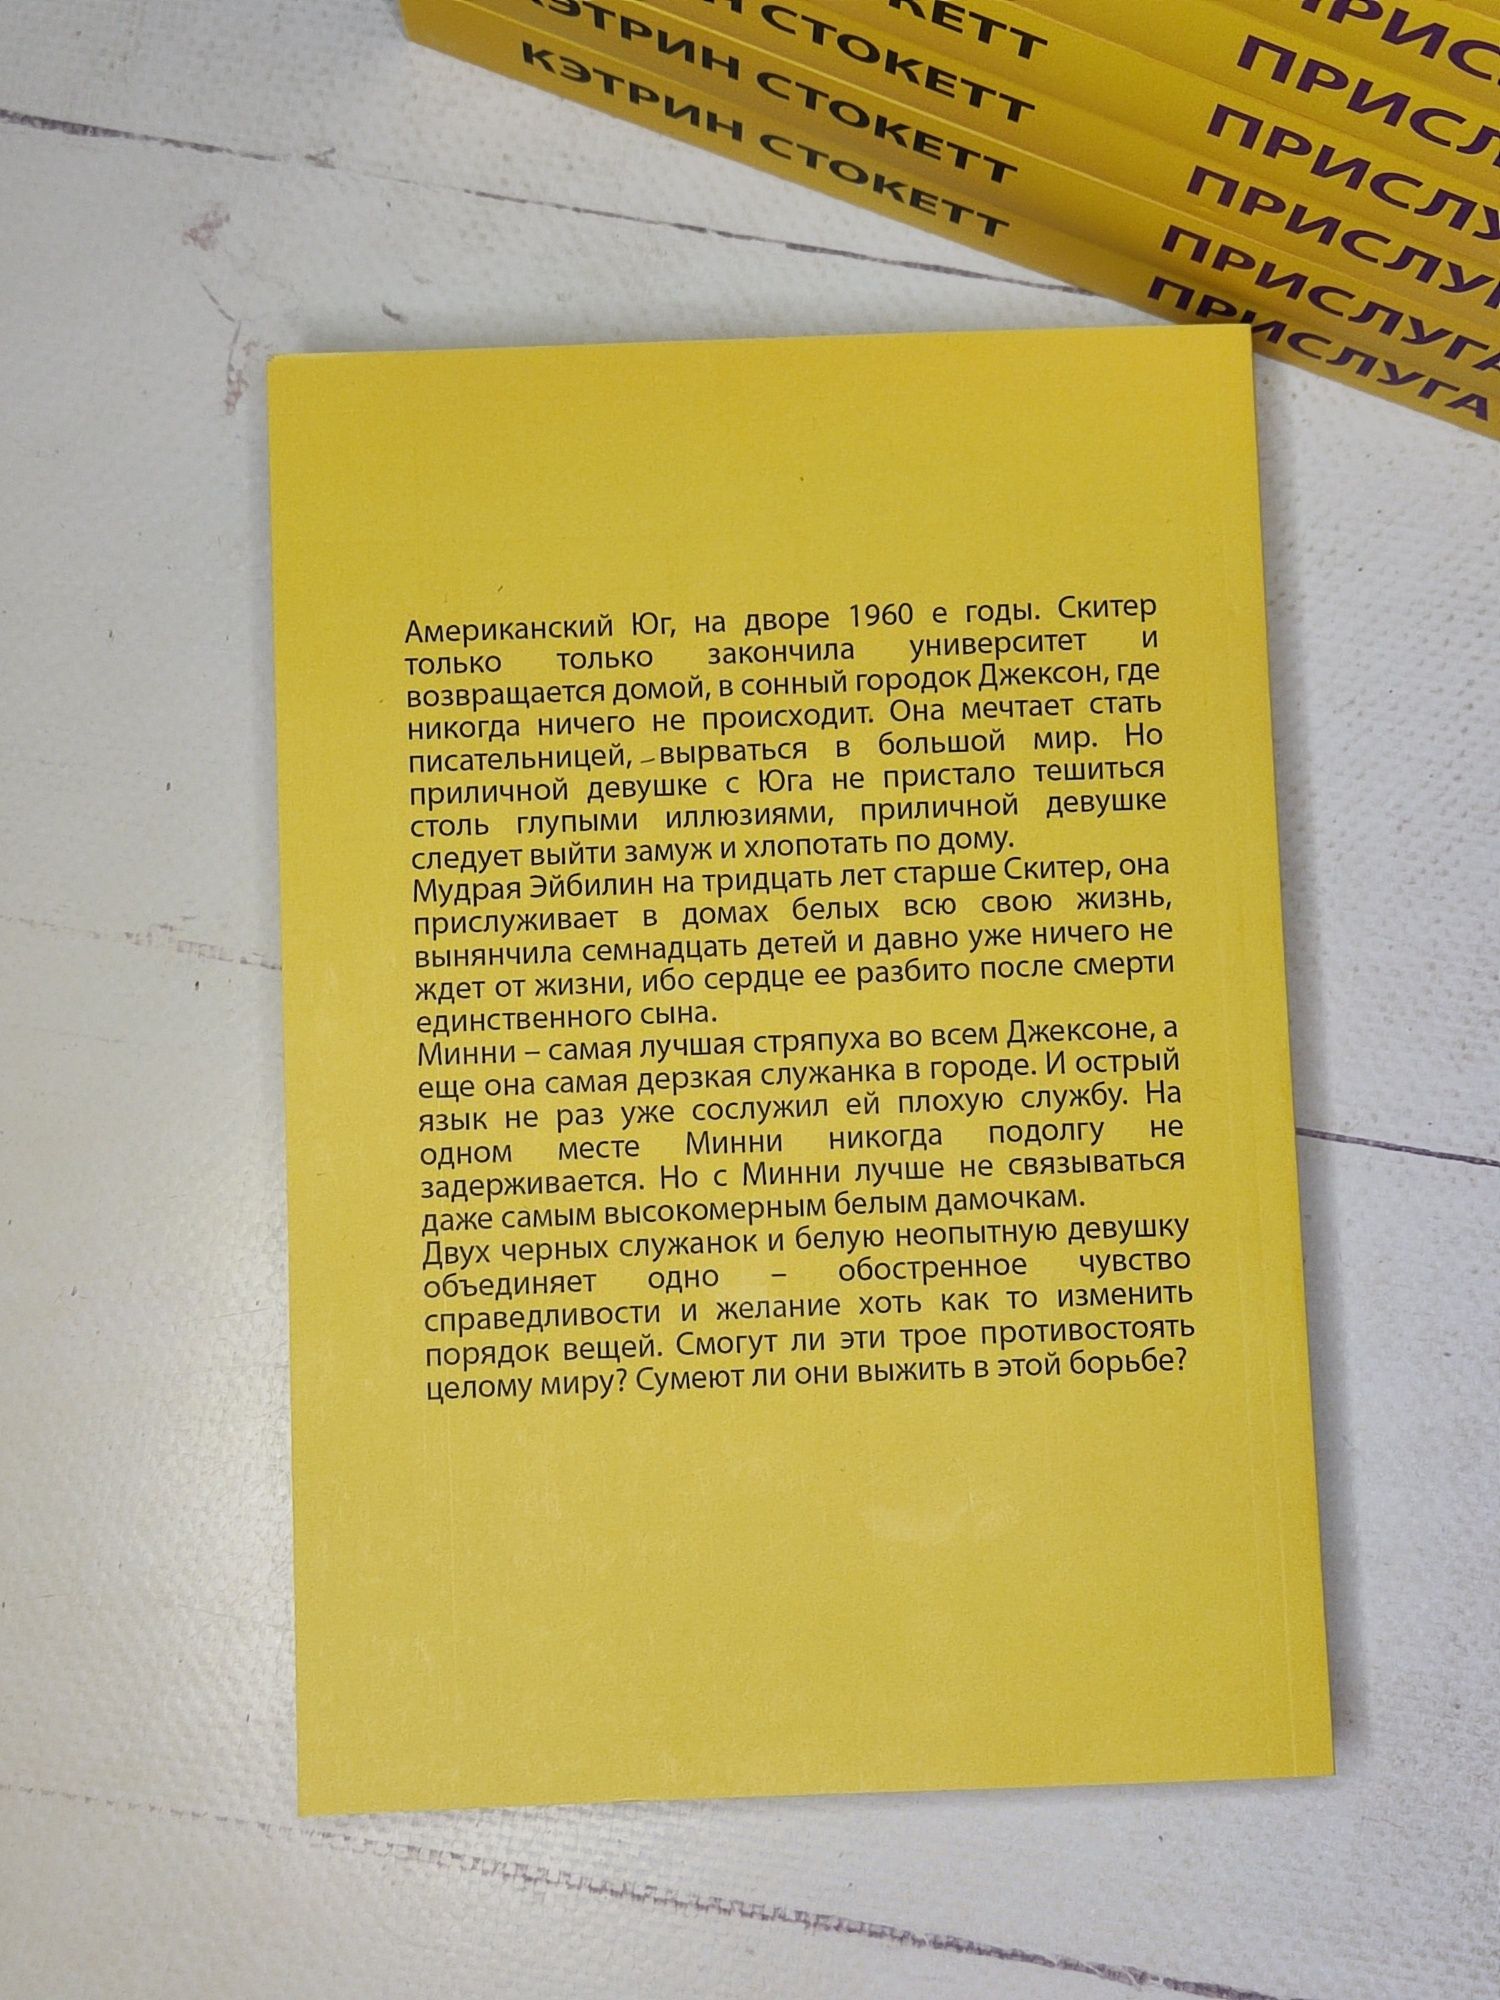 КЕТТ
Н СТОКЕТТ
КЭТРИН СТОКЕТТ
КЭТРИН СТОКЕТТ
ПРИСЛ
ПРИСЛУ
ПРИСЛУГ
ПРИСЛУГА
ПРИСЛУГА
Американский Юг, на дворе 1960 е годы. Скитер
только только закончила университет и
возвращается домой, в сонный городок Джексон, где
никогда ничего не происходит. Она мечтает стать
писательницей, вырваться в большой мир. Но
приличной девушке с Юга не пристало тешиться
столь глупыми иллюзиями, приличной девушке
следует выйти замуж и хлопотать по дому.
Мудрая Эйбилин на тридцать лет старше Скитер, она
прислуживает в домах белых всю свою жизнь,
вынянчила семнадцать детей и давно уже ничего не
ждет от жизни, ибо сердце ее разбито после смерти
единственного сына.
Минни – самая лучшая стряпуха во всем Джексоне, а
еще она самая дерзкая служанка в городе. И острый
язык не раз уже сослужил ей плохую службу. На
одном месте Минни никогда подолгу не
задерживается. Но с Минни лучше не связываться
даже самым высокомерным белым дамочкам.
Двух черных служанок и белую неопытную девушку
объединяет одно – обостренное чувство
справедливости и желание хоть как то изменить
порядок вещей. Смогут ли эти трое противостоять
целому миру? Сумеют ли они выжить в этой борьбе?